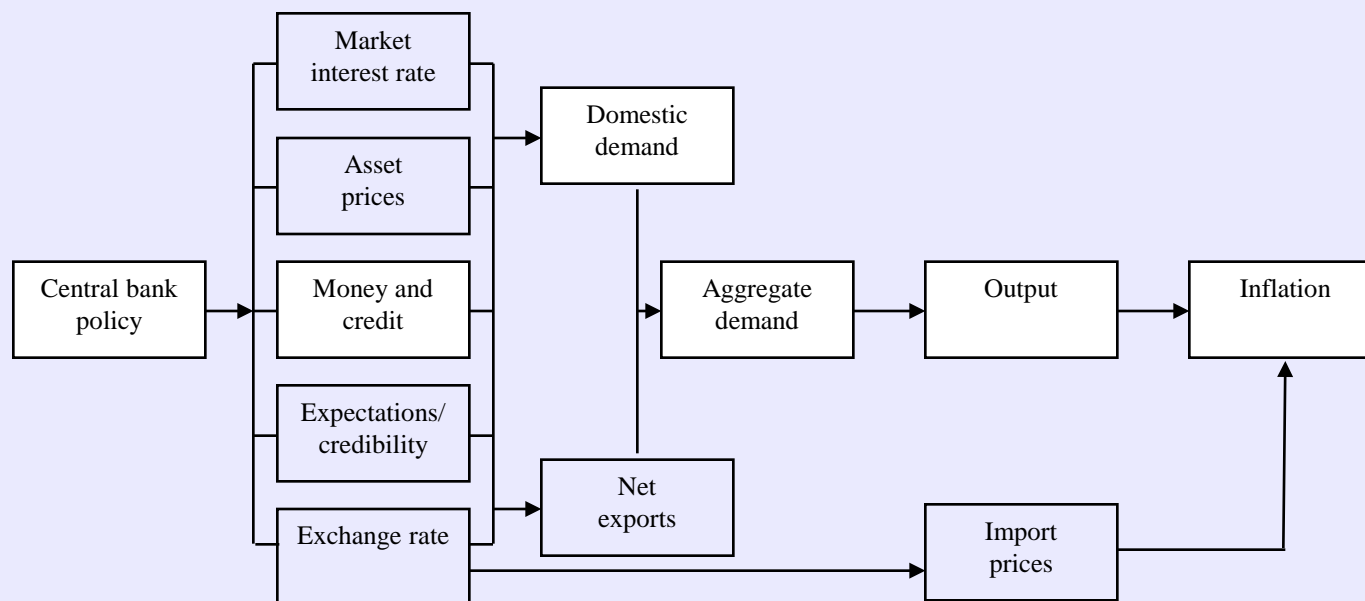 Market
interest rate
Domestic
demand
Asset
prices
Central bank
policy
Money and
credit
Aggregate
demand
Output
Inflation
Expectations/
credibility
Net
exports
Exchange rate
Import
prices